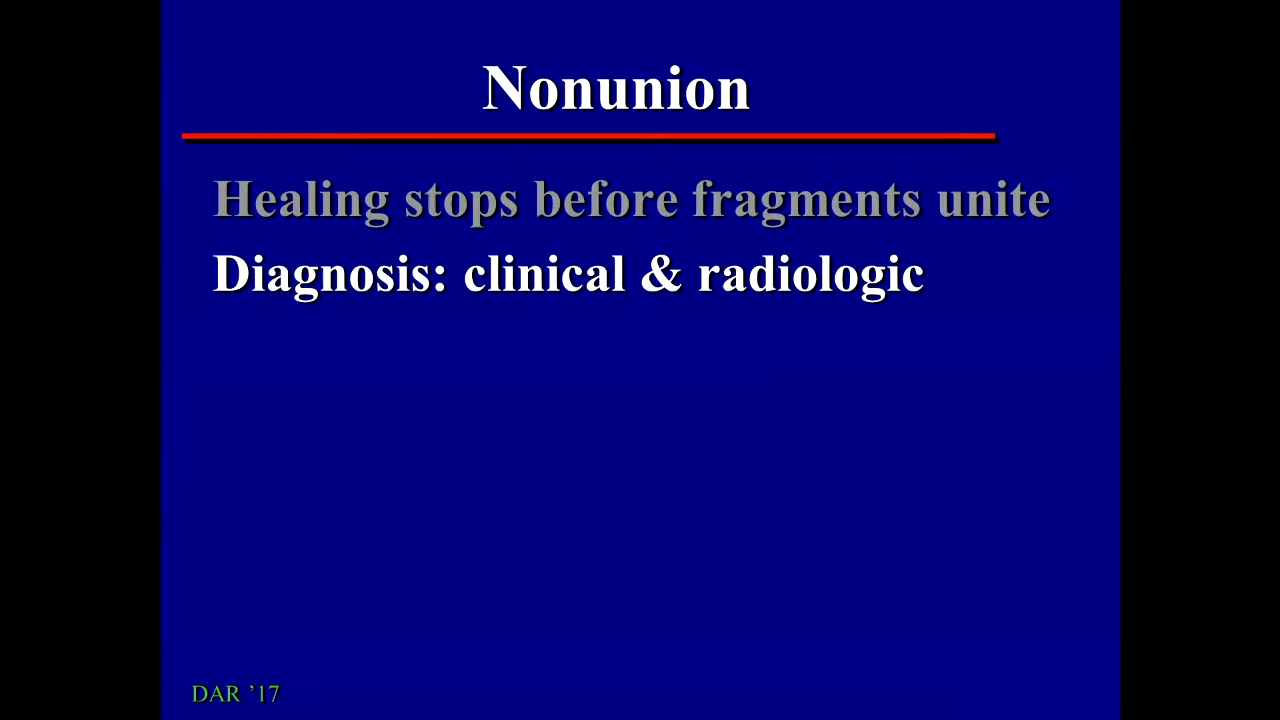 Nonunion
Healing stops before fragments unite
Diagnosis: clinical & radiologic
DAR ’17